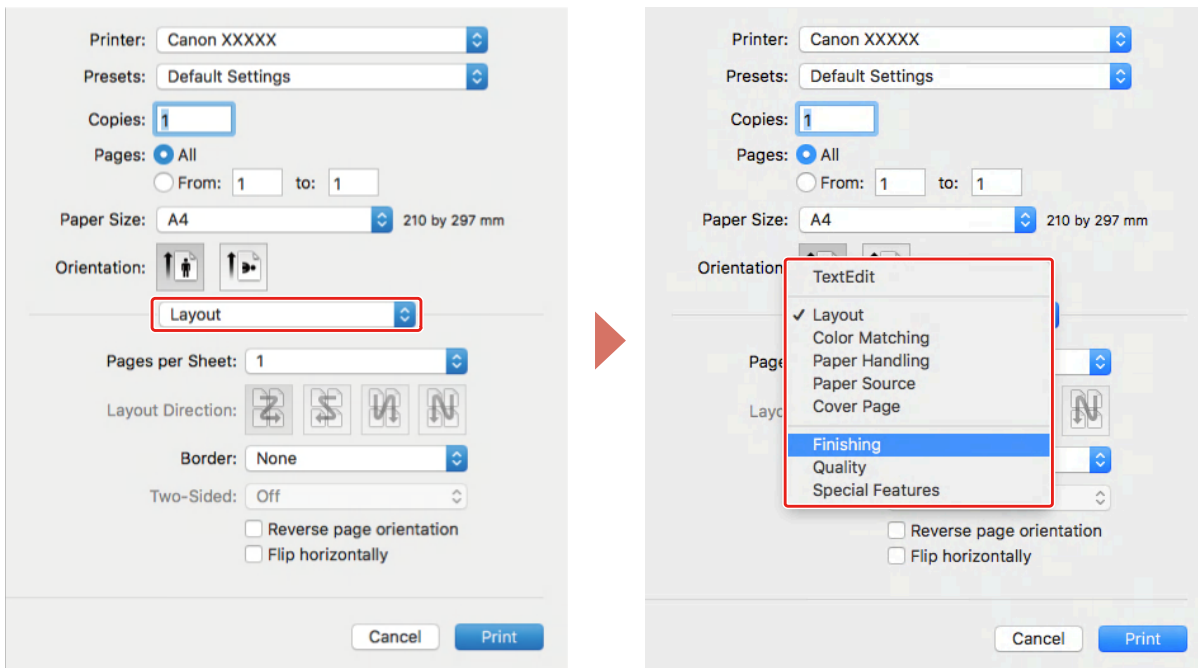 Printer: Canon XXXXX
Presets: Default Settings
Copies: 1
Pages: All
From: 1 to: 1
Paper Size: A4 210 by 297 mm
Orientation:
Layout
Pages per Sheet: 1
Layout Direction:
Border: None
Two-Sided: Off
Reverse page orientation
Flip horizontally
Cancel Print
Printer: Canon XXXXX
Presets: Default Settings
Copies: 1
Pages: All
From: 1 to: 1
Paper Size: A4 210 by 297 mm
Orientation
TextEdit
✓ Layout
Color Matching
Page Paper Handling
Paper Source
Layo Cover Page
Finishing
Quality
Special Features
Reverse page orientation
Flip horizontally
Cancel Print